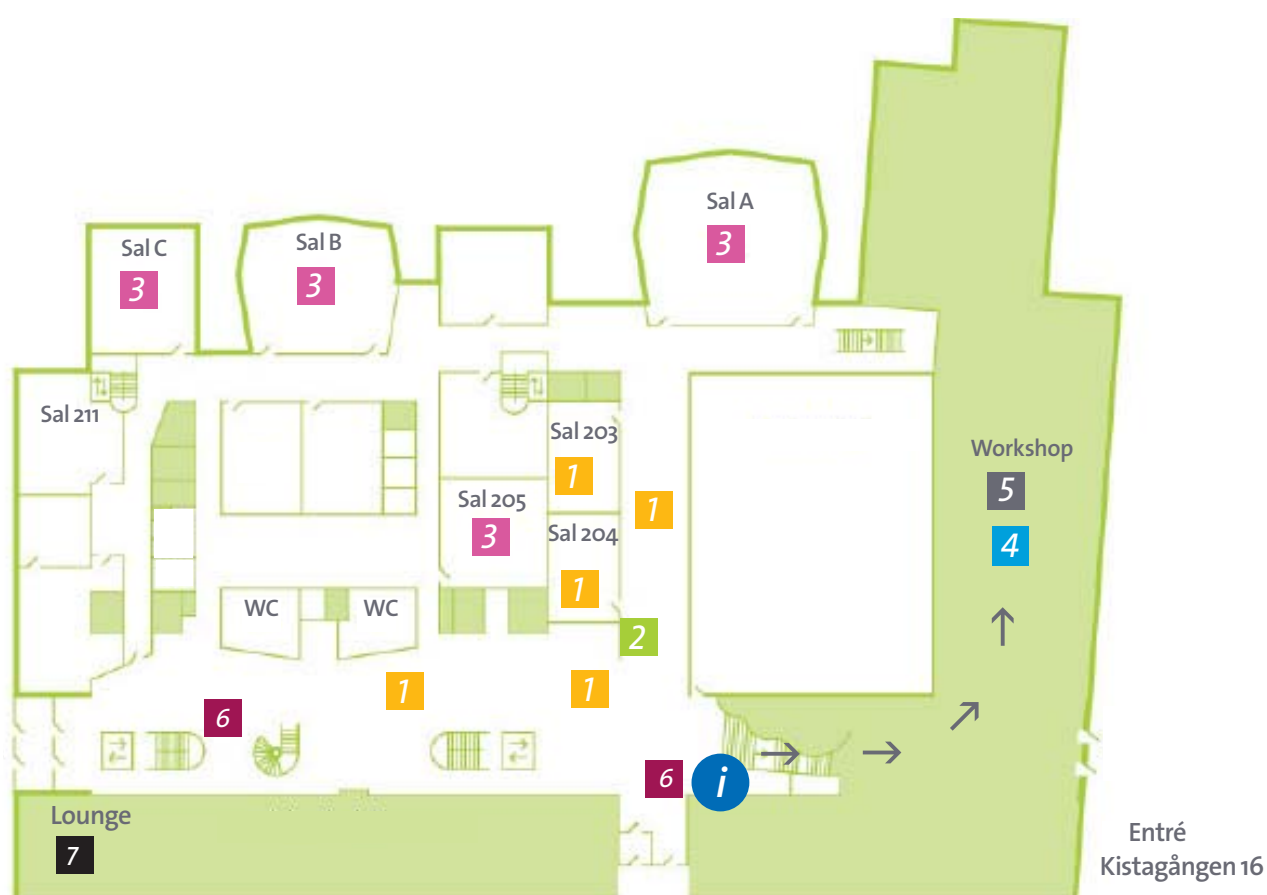 Sal A
3
Sal C
3
Sal B
3
Sal 211
Sal 203
1
Sal 205
3
1
Sal 204
1
Workshop
5
4
WC
WC
2
1
1
6
6
i
Lounge
7
Entré
Kistagången 16